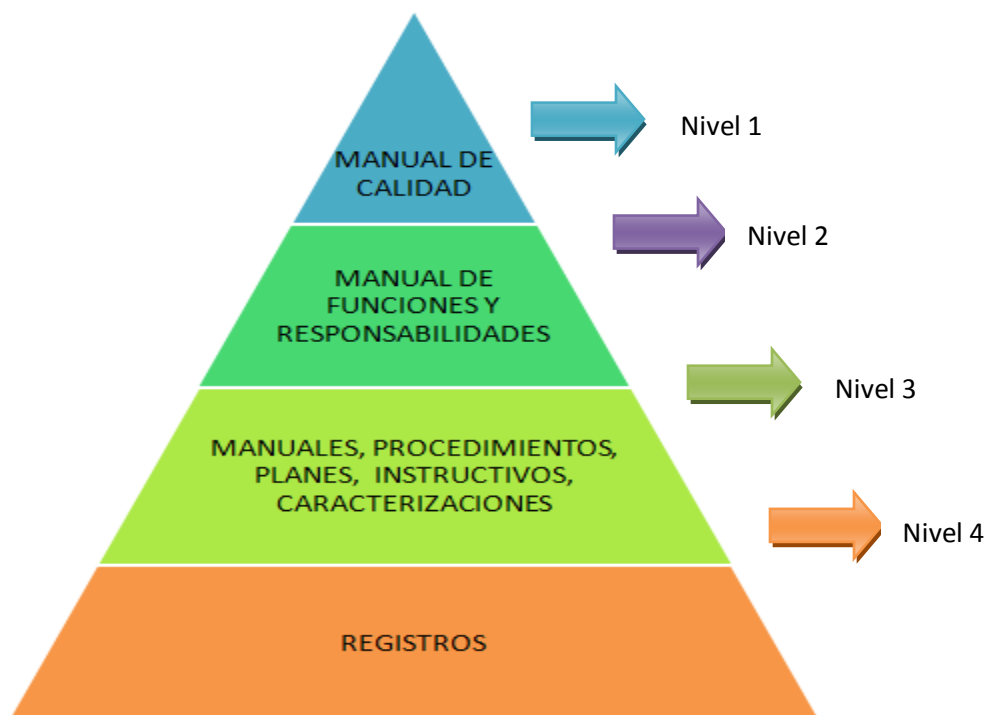 Nivel 1
MANUAL DE
CALIDAD
Nivel 2
MANUAL DE
FUNCIONES Y
RESPONSABILIDADES
Nivel 3
MANUALES, PROCEDIMIENTOS,
PLANES, INSTRUCTIVOS,
CARACTERIZACIONES
Nivel 4
REGISTROS